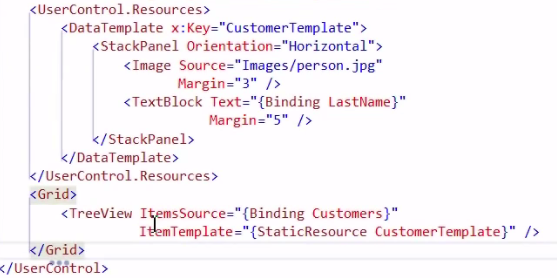 <UserControl.Resources>
<DataTemplate x:Key="CustomerTemplate">
<StackPanel Orientation="Horizontal">
<Image Source="Images/person.jpg"
Margin="3" />
<TextBlock Text="{Binding LastName}"
Margin="5" />
</StackPanel>
</DataTemplate>
</UserControl.Resources>
<Grid>
<TreeView ItemsSource="{Binding Customers}"
ItemTemplate="{StaticResource CustomerTemplate}" />
</Grid>
</UserControl>